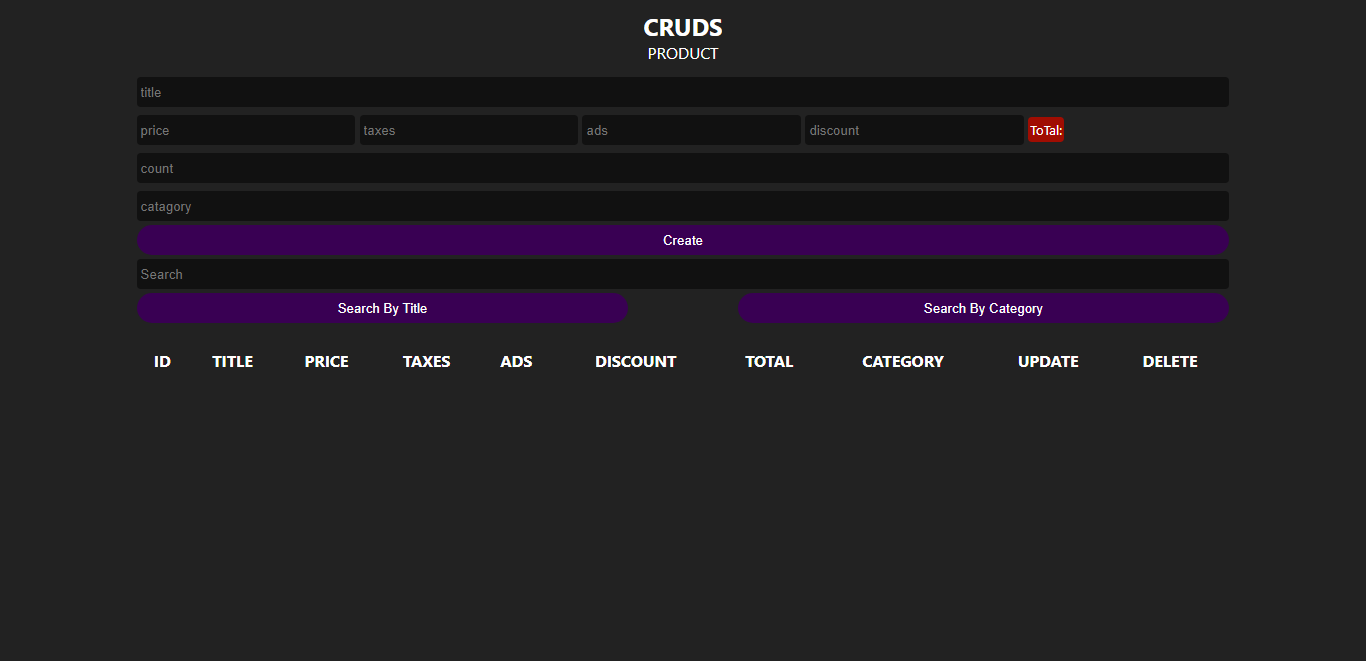 CRUDS
PRODUCT
title
price taxes ads discount ToTal:
count
catagory
Create
Search
Search By Title Search By Category
ID TITLE PRICE TAXES ADS DISCOUNT TOTAL CATEGORY UPDATE DELETE